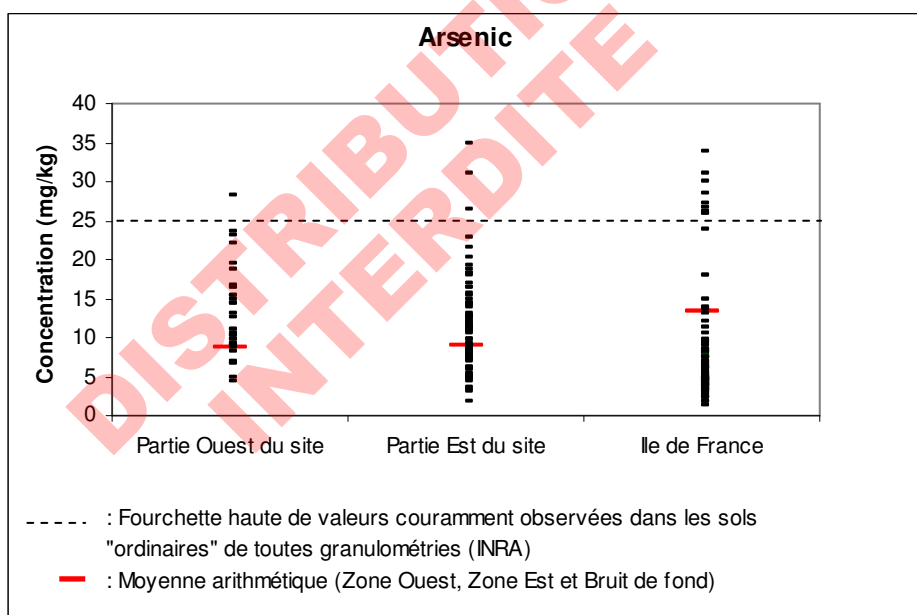 Arsenic
DISTRIBUTION
INTERDITE
Concentration (mg/kg)
40
35
30
25
20
15
10
5
0
Partie Ouest du site Partie Est du site Ile de France
: Fourchette haute de valeurs couramment observées dans les sols
"ordinaires" de toutes granulométries (INRA)
: Moyenne arithmétique (Zone Ouest, Zone Est et Bruit de fond)